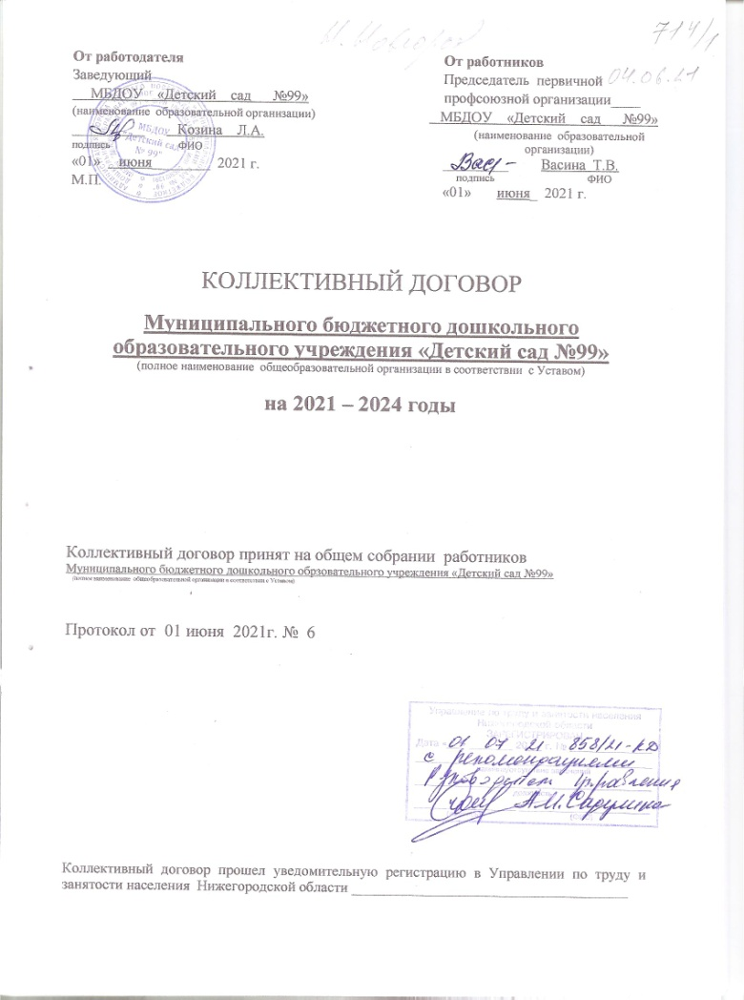 Н. Новгород
714/1
От работодателя
Заведующий
МБДОУ «Детский сад №99»
(наименование образовательной организации)
Козина Л.А.
подпись ФИО
«01» июня 2021 г.
М.П.
МБДОУ
"Детский сад
№ 99"
От работников
Председатель первичной 04.06.21
профсоюзной организации
МБДОУ «Детский сад №99»
(наименование образовательной
организации)
Васина Т.В.
подпись ФИО
«01» июня 2021 г.
КОЛЛЕКТИВНЫЙ ДОГОВОР
Муниципального бюджетного дошкольного
образовательного учреждения «Детский сад №99»
(полное наименование общеобразовательной организации в соответствии с Уставом)
на 2021 – 2024 годы
Коллективный договор принят на общем собрании работников
Муниципального бюджетного дошкольного обрзовательного учреждения «Детский сад №99»
(полное наименование общеобразовательной организации в соответствии с Уставом)
Протокол от 01 июня 2021г. № 6
Управление по труду и занятости населения
Нижегородской области
ЗАРЕГИСТРИРОВАН
Дата 01 07 21 858/21-КД
с рекомендациями
Руководитель управления
Коллективный договор прошел уведомительную регистрацию в Управлении по труду и
занятости населения Нижегородской области